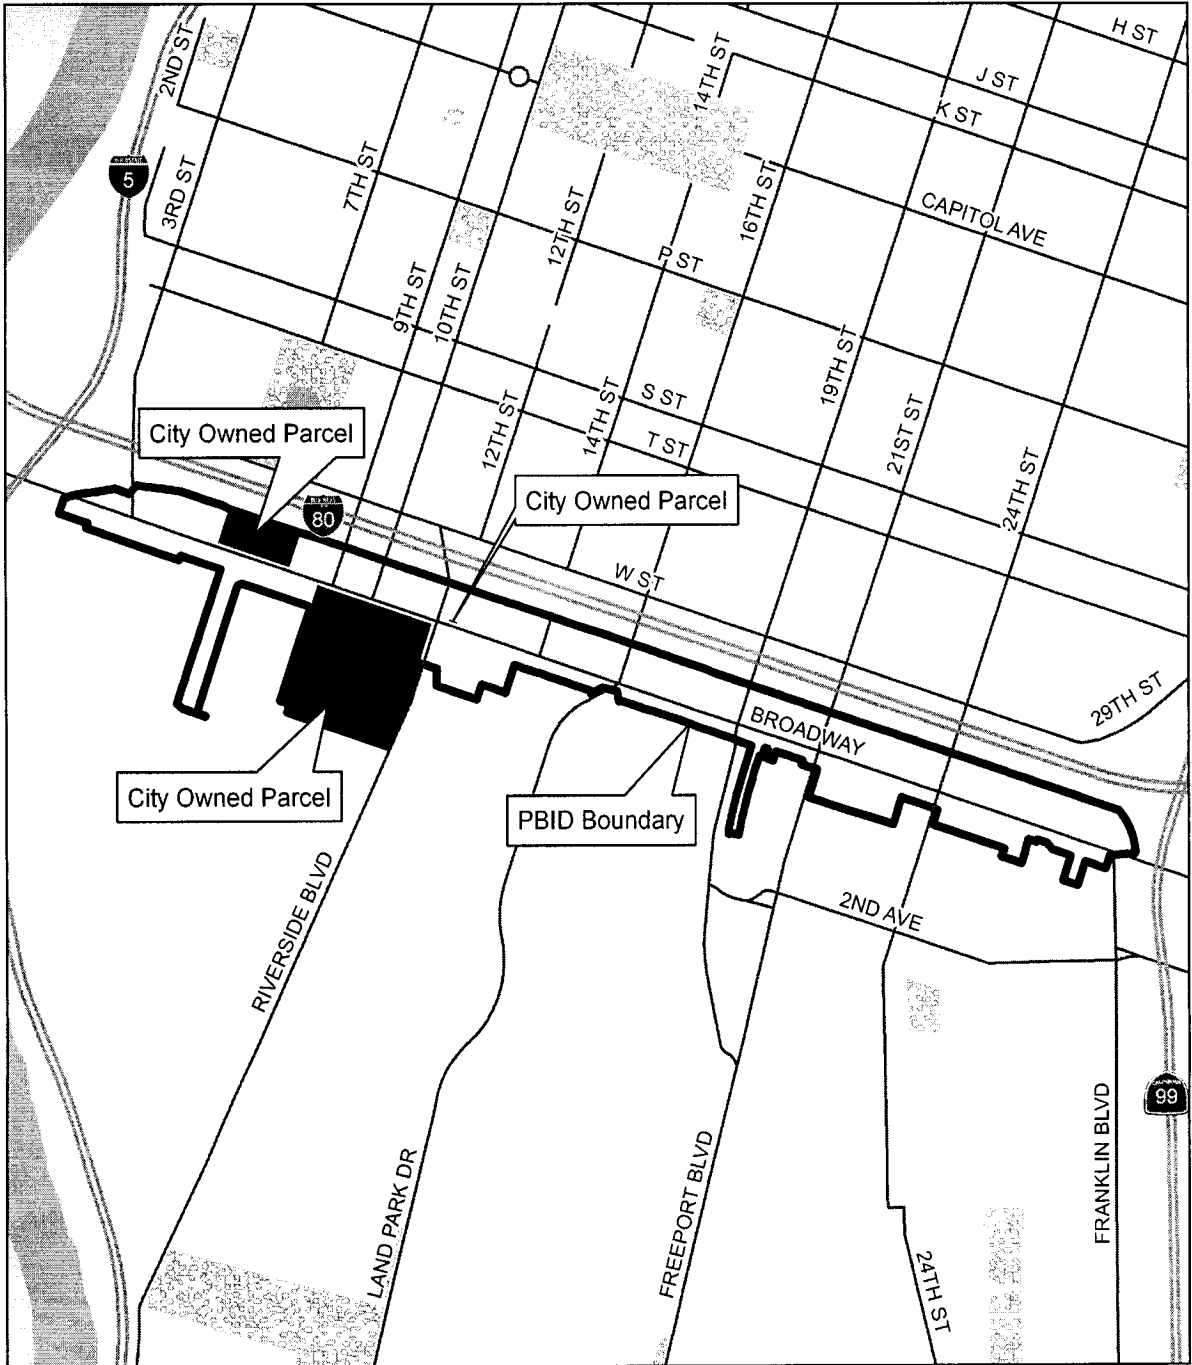 H ST
2ND ST
14TH ST
J ST
K ST
5
3RD ST
7TH ST
12TH ST
16TH ST
CAPITOL AVE
P ST
9TH ST
10TH ST
19TH ST
S ST
14TH ST
12TH ST
T ST
21ST ST
24TH ST
City Owned Parcel
City Owned Parcel
80
W ST
29TH ST
BROADWAY
City Owned Parcel
PBID Boundary
RIVERSIDE BLVD
2ND AVE
99
LAND PARK DR
FREEPORT BLVD
FRANKLIN BLVD
24TH ST